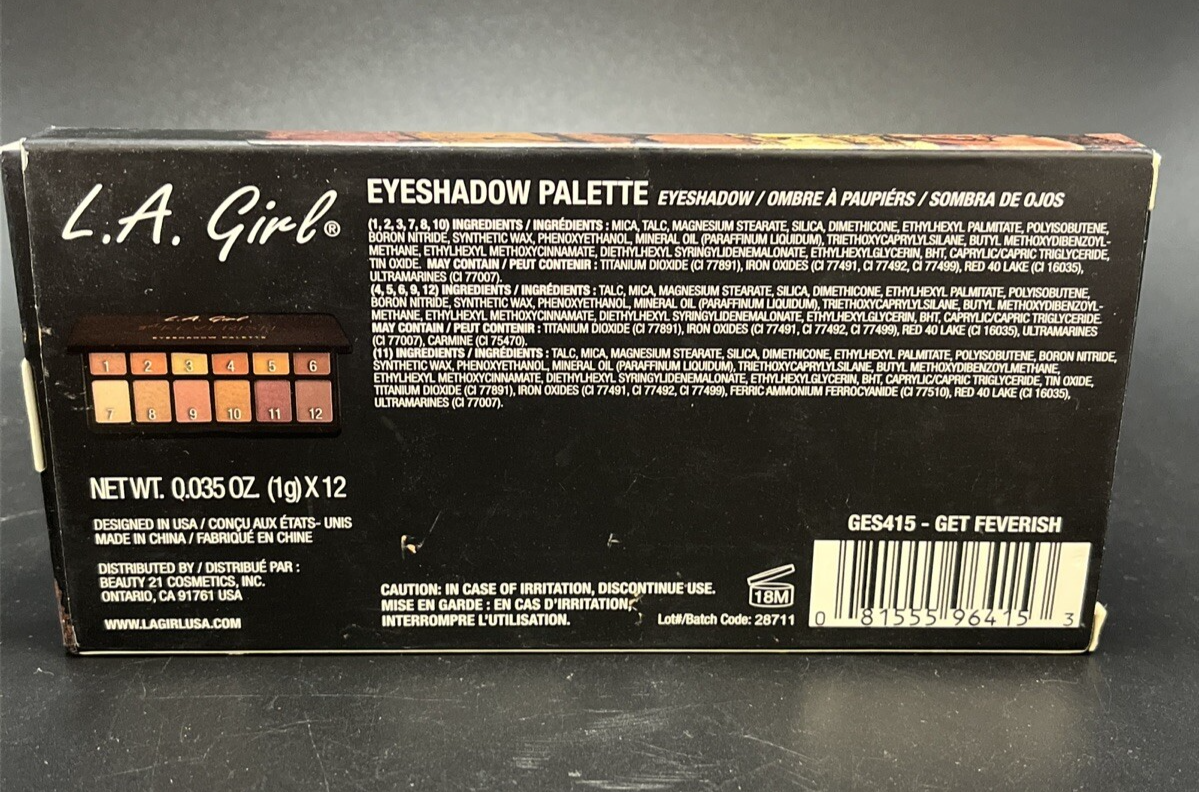 L.A. Girl®
EYESHADOW PALETTE EYESHADOW / OMBRE À PAUPIÉRS / SOMBRA DE OJOS
(1, 2, 3, 7, 8, 10) INGREDIENTS / INGRÉDIENTS : MICA, TALC, MAGNESIUM STEARATE, SILICA, DIMETHICONE, ETHYLHEXYL PALMITATE, POLYISOBUTENE,
BORON NITRIDE, SYNTHETIC WAX, PHENOXYETHANOL, MINERAL OIL (PARAFFINUM LIQUIDUM), TRIETHOXYCAPRYLYLSILANE, BUTYL METHOXYDIBENZOYL-
METHANE, ETHYLHEXYL METHOXYCINNAMATE, DIETHYLHEXYL SYRINGYLIDENEMALONATE, ETHYLHEXYLGLYCERIN, BHT, CAPRYLIC/CAPRIC TRIGLYCERIDE,
TIN OXIDE. MAY CONTAIN / PEUT CONTENIR : TITANIUM DIOXIDE (CI 77891), IRON OXIDES (CI 77491, CI 77492, CI 77499), RED 40 LAKE (CI 16035),
ULTRAMARINES (CI 77007).
(4, 5, 6, 9, 12) INGREDIENTS / INGRÉDIENTS : TALC, MICA, MAGNESIUM STEARATE, SILICA, DIMETHICONE, ETHYLHEXYL PALMITATE, POLYISOBUTENE,
BORON NITRIDE, SYNTHETIC WAX, PHENOXYETHANOL, MINERAL OIL (PARAFFINUM LIQUIDUM), TRIETHOXYCAPRYLYLSILANE, BUTYL METHOXYDIBENZOYL-
METHANE, ETHYLHEXYL METHOXYCINNAMATE, DIETHYLHEXYL SYRINGYLIDENEMALONATE, ETHYLHEXYLGLYCERIN, BHT, CAPRYLIC/CAPRIC TRIGLYCERIDE.
MAY CONTAIN / PEUT CONTENIR : TITANIUM DIOXIDE (CI 77891), IRON OXIDES (CI 77491, CI 77492, CI 77499), RED 40 LAKE (CI 16035), ULTRAMARINES
(CI 77007), CARMINE (CI 75470).
(11) INGREDIENTS / INGRÉDIENTS : TALC, MICA, MAGNESIUM STEARATE, SILICA, DIMETHICONE, ETHYLHEXYL PALMITATE, POLYISOBUTENE, BORON NITRIDE,
SYNTHETIC WAX, PHENOXYETHANOL, MINERAL OIL (PARAFFINUM LIQUIDUM), TRIETHOXYCAPRYLYLSILANE, BUTYL METHOXYDIBENZOYLMETHANE,
ETHYLHEXYL METHOXYCINNAMATE, DIETHYLHEXYL SYRINGYLIDENEMALONATE, ETHYLHEXYLGLYCERIN, BHT, CAPRYLIC/CAPRIC TRIGLYCERIDE, TIN OXIDE,
TITANIUM DIOXIDE (CI 77891), IRON OXIDES (CI 77491, CI 77492, CI 77499), FERRIC AMMONIUM FERROCYANIDE (CI 77510), RED 40 LAKE (CI 16035),
ULTRAMARINES (CI 77007).
L.A. Girl
EYESHADOW PALETTE
1 2 3 4 5 6
7 8 9 10 11 12
NET WT. 0.035 OZ. (1g) X 12
DESIGNED IN USA / CONÇU AUX ÉTATS- UNIS
MADE IN CHINA / FABRIQUÉ EN CHINE
DISTRIBUTED BY / DISTRIBUÉ PAR :
BEAUTY 21 COSMETICS, INC.
ONTARIO, CA 91761 USA
WWW.LAGIRLUSA.COM
CAUTION: IN CASE OF IRRITATION, DISCONTINUE USE.
MISE EN GARDE : EN CAS D'IRRITATION,
INTERROMPRE L'UTILISATION.
18M
Lot#/Batch Code: 28711
GES415 - GET FEVERISH
0 81555 96415 3